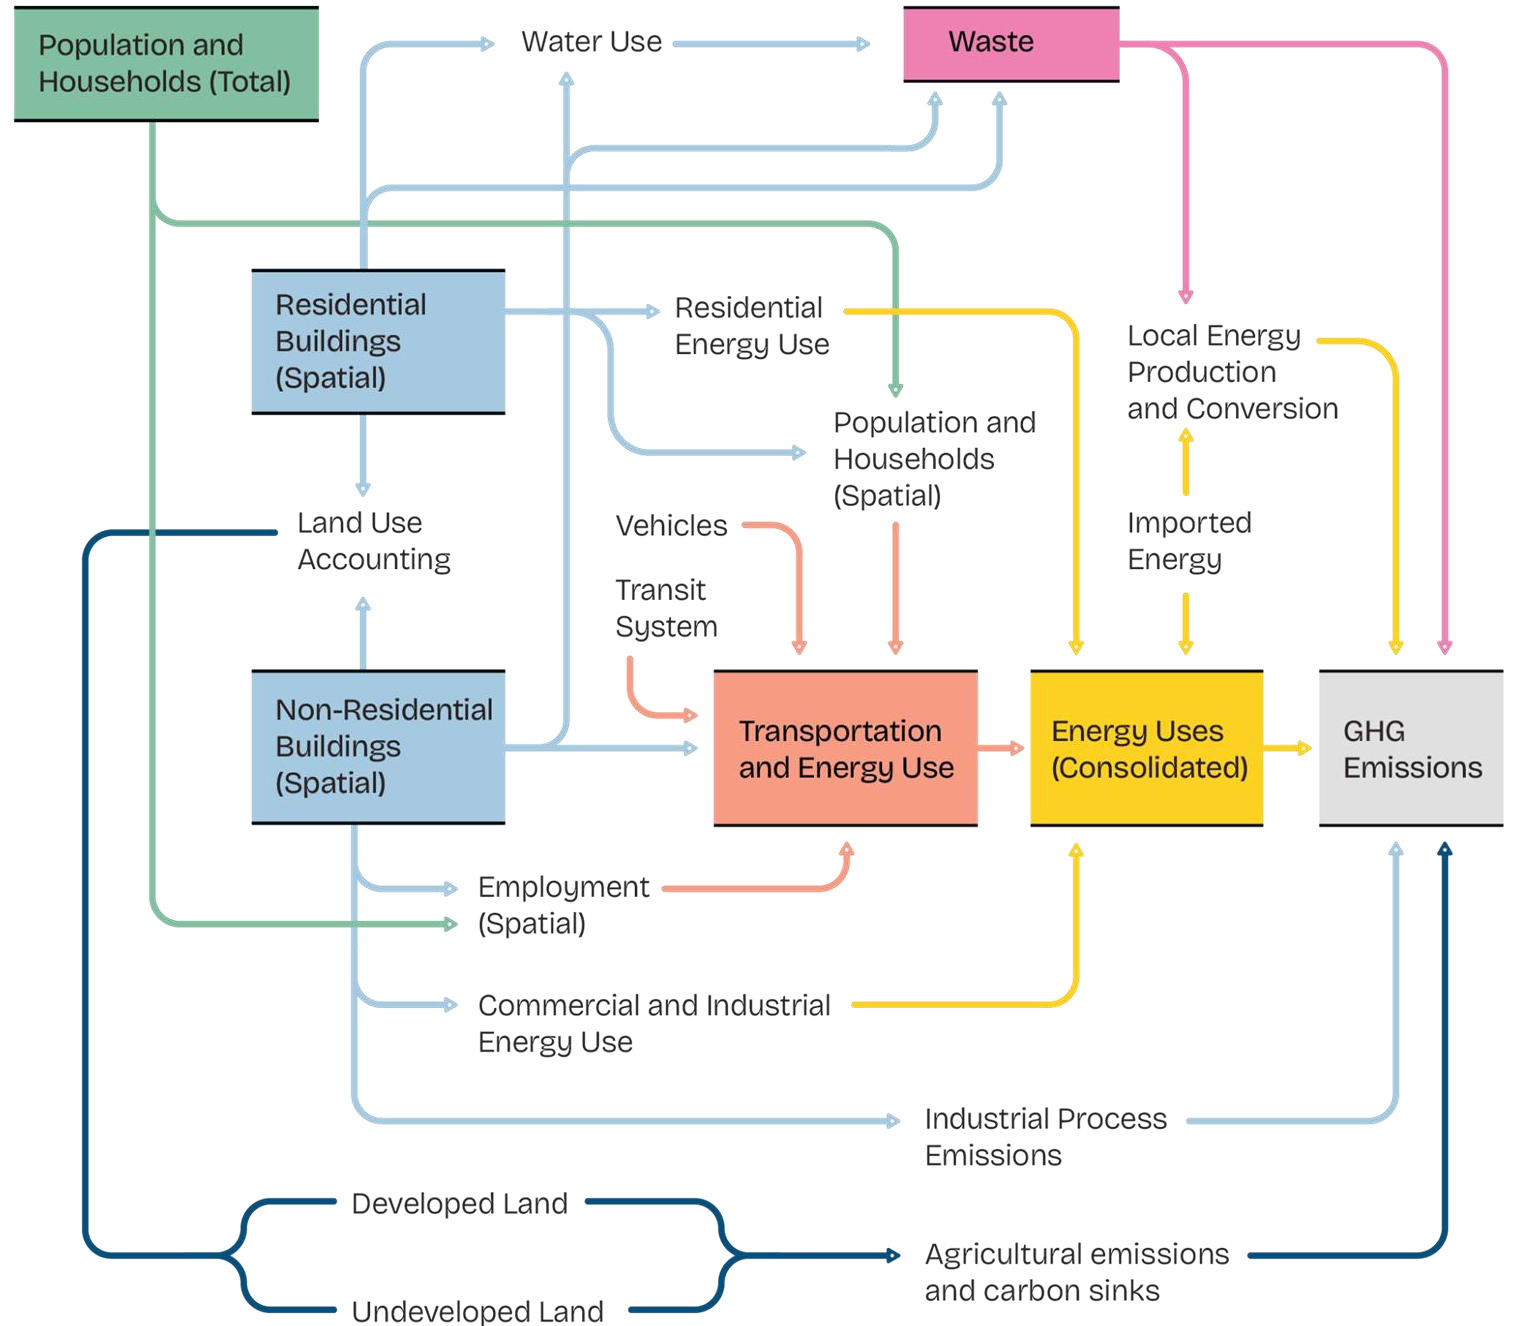 Population and
Households (Total)
Water Use
Waste
Residential
Buildings
(Spatial)
Residential
Energy Use
Local Energy
Production
and Conversion
Population and
Households
(Spatial)
Land Use
Accounting
Vehicles
Transit
System
Imported
Energy
Non-Residential
Buildings
(Spatial)
Transportation
and Energy Use
Energy Uses
(Consolidated)
GHG
Emissions
Employment
(Spatial)
Commercial and Industrial
Energy Use
Industrial Process
Emissions
Developed Land
Agricultural emissions
and carbon sinks
Undeveloped Land